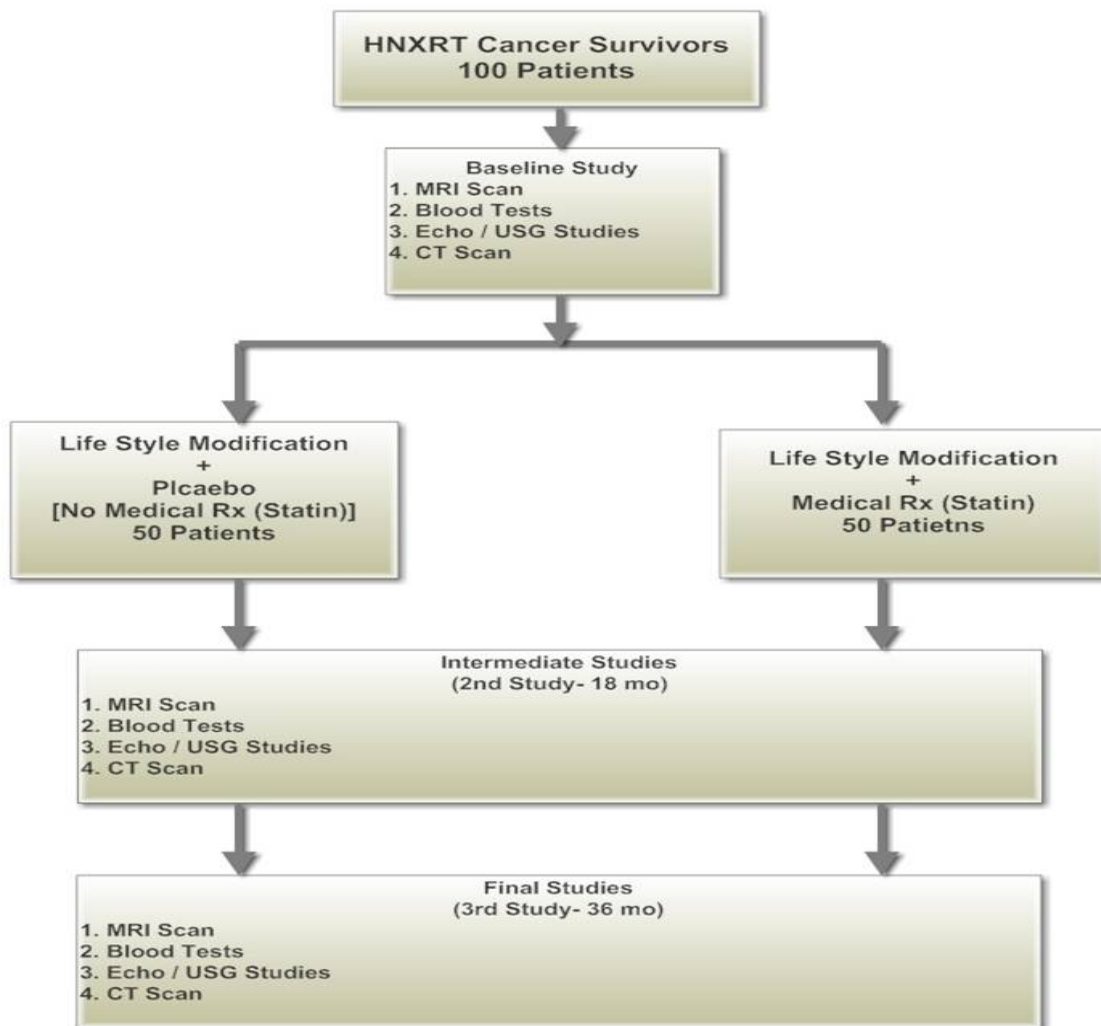 HNXRT Cancer Survivors
100 Patients
Baseline Study
1. MRI Scan
2. Blood Tests
3. Echo / USG Studies
4. CT Scan
Life Style Modification
+
Plcaebo
[No Medical Rx (Statin)]
50 Patients
Life Style Modification
+
Medical Rx (Statin)
50 Patietns
Intermediate Studies
(2nd Study- 18 mo)
1. MRI Scan
2. Blood Tests
3. Echo / USG Studies
4. CT Scan
Final Studies
(3rd Study- 36 mo)
1. MRI Scan
2. Blood Tests
3. Echo / USG Studies
4. CT Scan